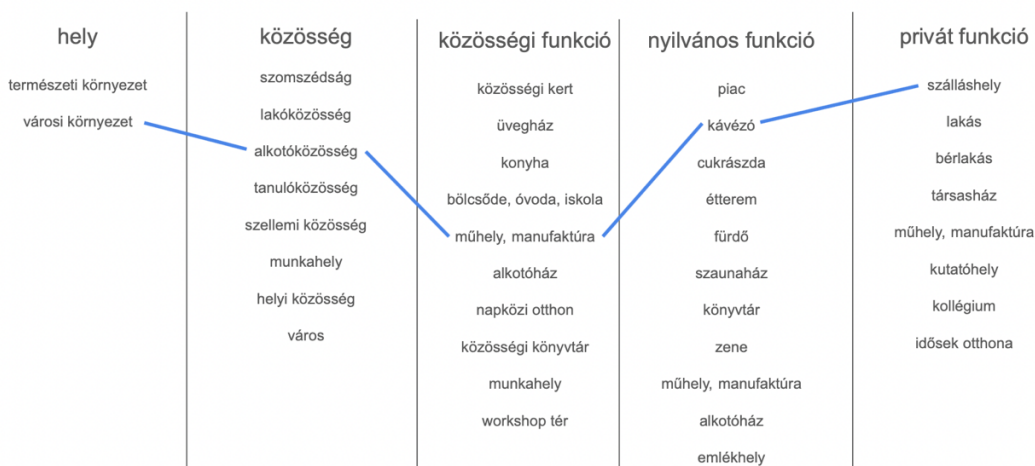 hely
természeti környezet
városi környezet
közösség
szomszédság
lakóközösség
alkotóközösség
tanulóközösség
szellemi közösség
munkahely
helyi közösség
város
közösségi funkció
közösségi kert
üvegház
konyha
bölcsőde, óvoda, iskola
műhely, manufaktúra
alkotóház
napközi otthon
közösségi könyvtár
munkahely
workshop tér
nyilvános funkció
piac
kávézó
cukrászda
étterem
fürdő
szaunaház
könyvtár
zene
műhely, manufaktúra
alkotóház
emlékhely
privát funkció
szálláshely
lakás
bérlakás
társasház
műhely, manufaktúra
kutatóhely
kollégium
idősek otthona